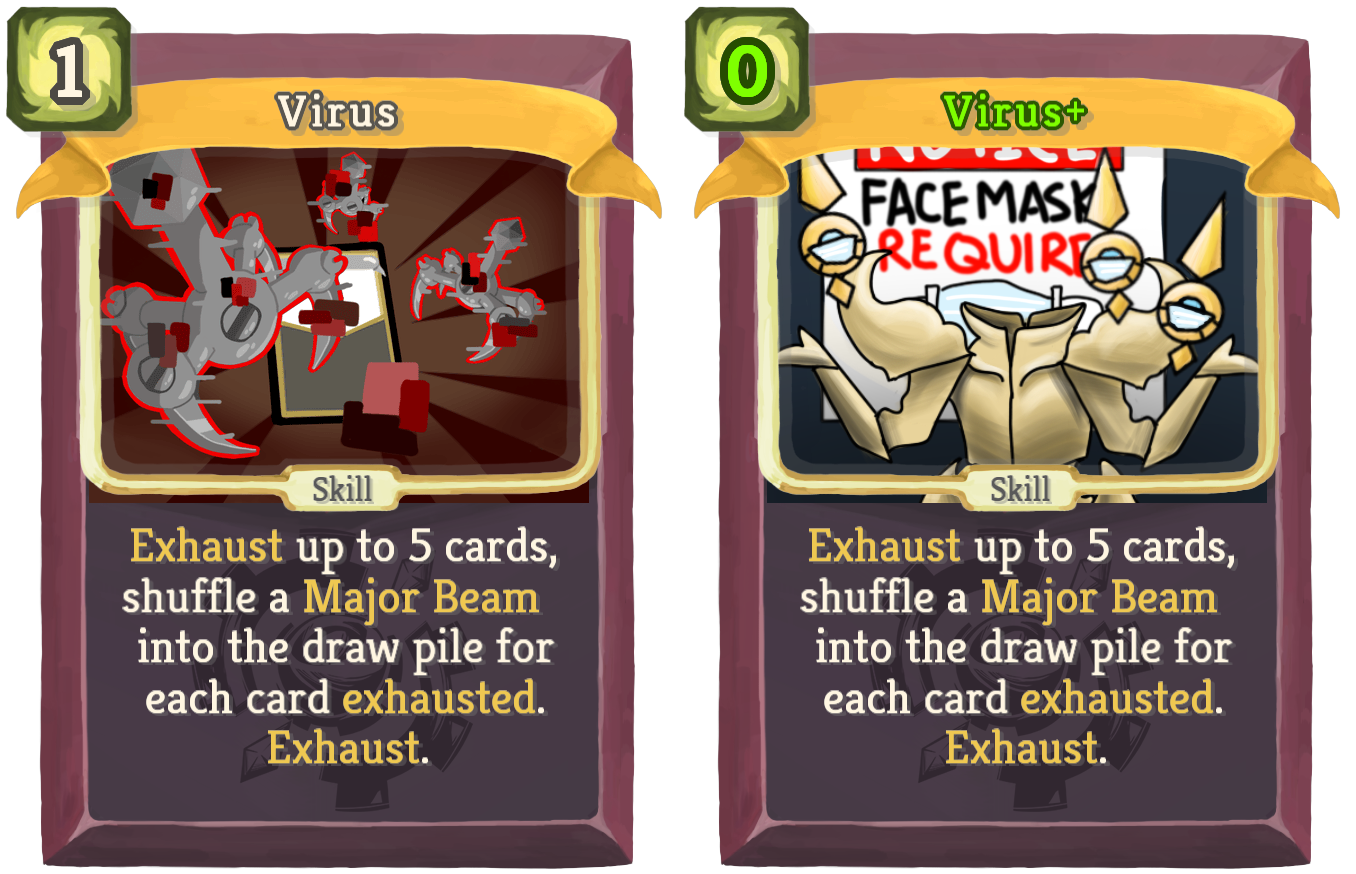 1
Virus
Skill
Exhaust up to 5 cards,
shuffle a Major Beam
into the draw pile for
each card exhausted.
Exhaust.
0
Virus+
NOTICE
FACE MASK
REQUIRE
Skill
Exhaust up to 5 cards,
shuffle a Major Beam
into the draw pile for
each card exhausted.
Exhaust.